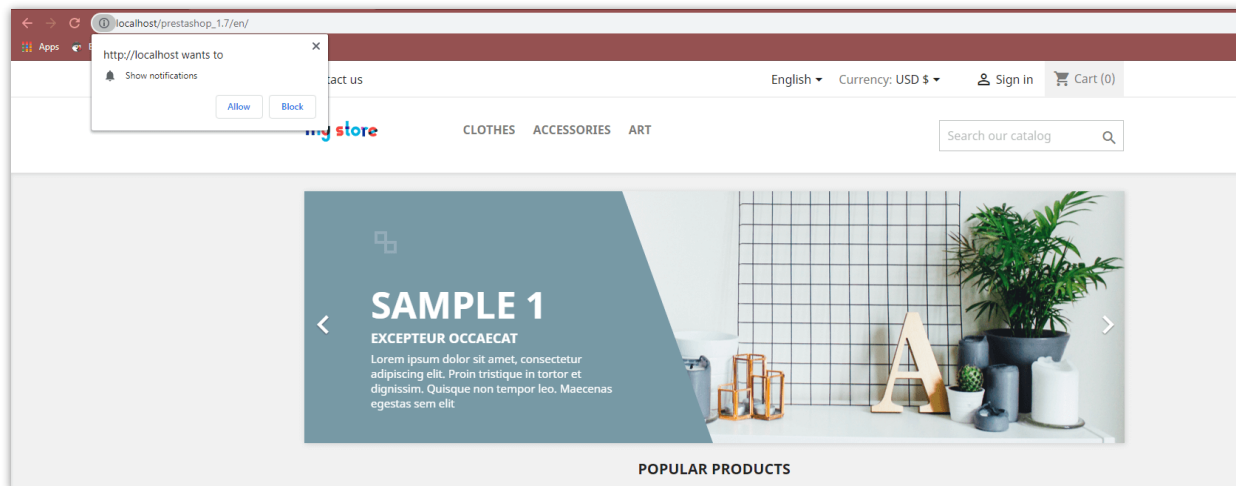 localhost/prestashop_1.7/en/
Apps
http://localhost wants to
Show notifications
Allow Block
act us
English Currency: USD $ Sign in Cart (0)
my store CLOTHES ACCESSORIES ART
Search our catalog
SAMPLE 1
EXCEPTEUR OCCAECAT
Lorem ipsum dolor sit amet, consectetur
adipiscing elit. Proin tristique in tortor et
dignissim. Quisque non tempor leo. Maecenas
egestas sem elit
A
POPULAR PRODUCTS